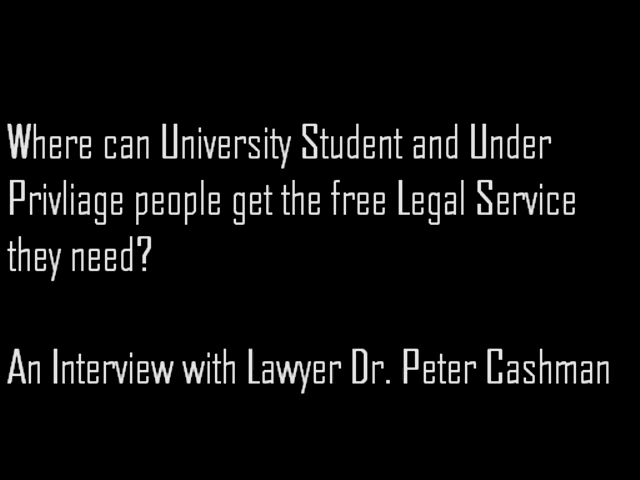 Where can University Student and Under
Privliage people get the free Legal Service
they need?
An Interview with Lawyer Dr. Peter Cashman